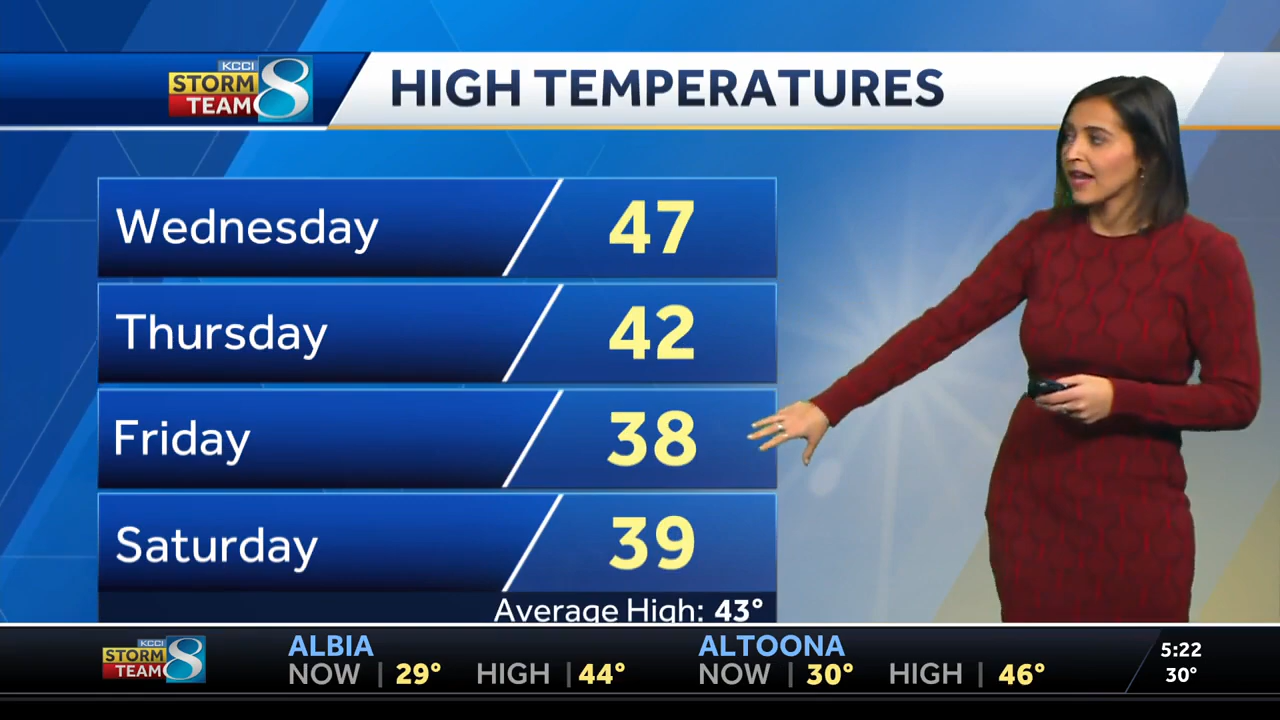 KCCI
STORM
TEAM 8
HIGH TEMPERATURES
Wednesday 47
Thursday 42
Friday 38
Saturday 39
Average High: 43°
KCCI
STORM
TEAM 8
ALBIA
NOW | 29° HIGH | 44°
ALTOONA
NOW | 30° HIGH | 46°
5:22
30°